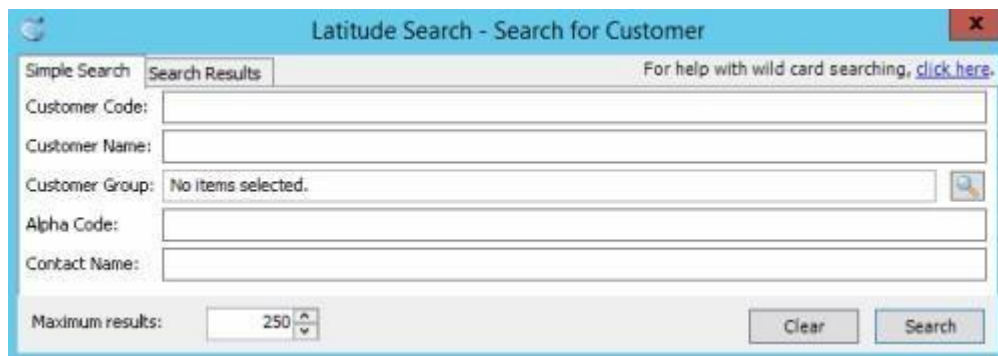 Latitude Search - Search for Customer
x
Simple Search Search Results For help with wild card searching, click here.
Customer Code:
Customer Name:
Customer Group: No items selected.
Alpha Code:
Contact Name:
Maximum results: 250 Clear Search